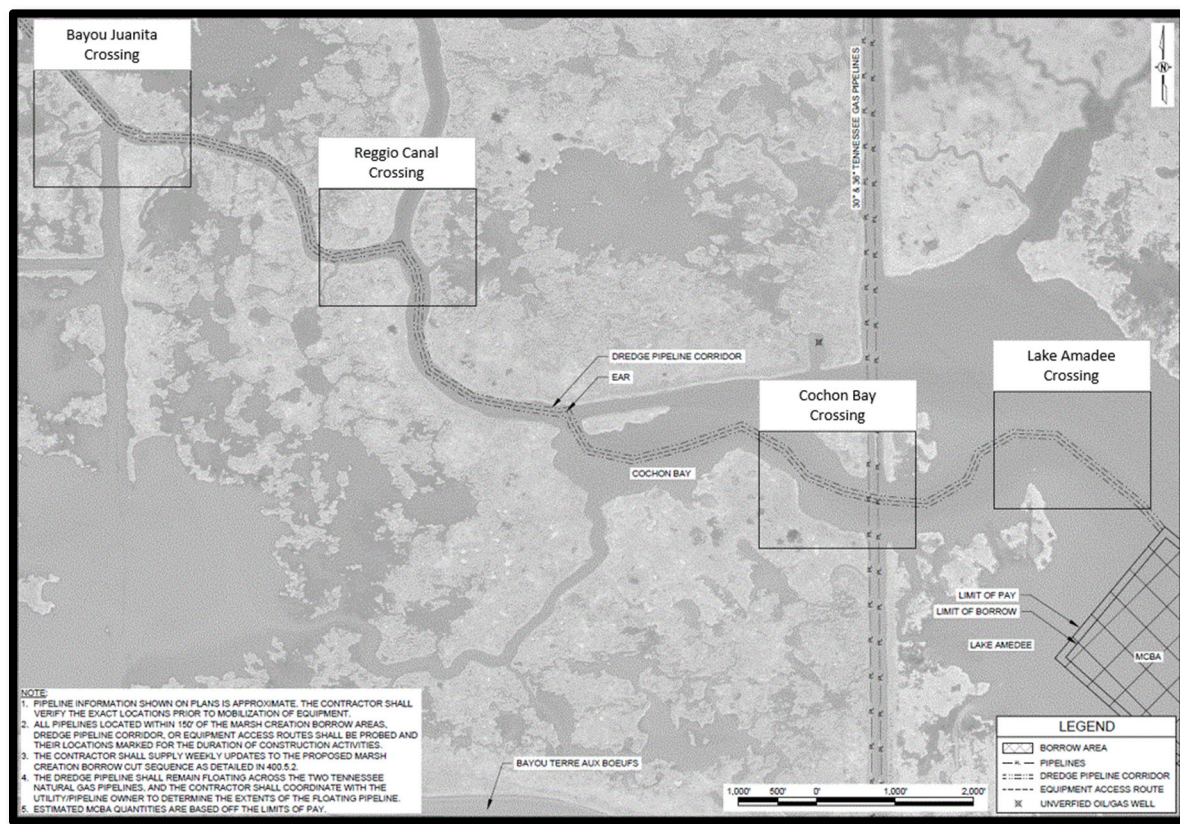 Bayou Juanita
Crossing
Reggio Canal
Crossing
30" & 36" TENNESSEE GAS PIPELINES
N
DREDGE PIPELINE CORRIDOR
EAR
Lake Amadee
Crossing
Cochon Bay
Crossing
COCHON BAY
LIMIT OF PAY
LIMIT OF BORROW
LAKE AMEDEE
MCBA
NOTE:
1. PIPELINE INFORMATION SHOWN ON PLANS IS APPROXIMATE. THE CONTRACTOR SHALL
VERIFY THE EXACT LOCATIONS PRIOR TO MOBILIZATION OF EQUIPMENT.
2. ALL PIPELINES LOCATED WITHIN 150' OF THE MARSH CREATION BORROW AREAS,
DREDGE PIPELINE CORRIDOR, OR EQUIPMENT ACCESS ROUTES SHALL BE PROBED AND
THEIR LOCATIONS MARKED FOR THE DURATION OF CONSTRUCTION ACTIVITIES.
3. THE CONTRACTOR SHALL SUPPLY WEEKLY UPDATES TO THE PROPOSED MARSH
CREATION BORROW CUT SEQUENCE AS DETAILED IN 400.5.2.
4. THE DREDGE PIPELINE SHALL REMAIN FLOATING ACROSS THE TWO TENNESSEE
NATURAL GAS PIPELINES, AND THE CONTRACTOR SHALL COORDINATE WITH THE
UTILITY/PIPELINE OWNER TO DETERMINE THE EXTENTS OF THE FLOATING PIPELINE.
5. ESTIMATED MCBA QUANTITIES ARE BASED OFF THE LIMITS OF PAY.
BAYOU TERRE AUX BOEUFS
1,000' 500' 0' 1,000' 2,000'
LEGEND
BORROW AREA
PIPELINES
DREDGE PIPELINE CORRIDOR
EQUIPMENT ACCESS ROUTE
UNVERFIED OIL/GAS WELL